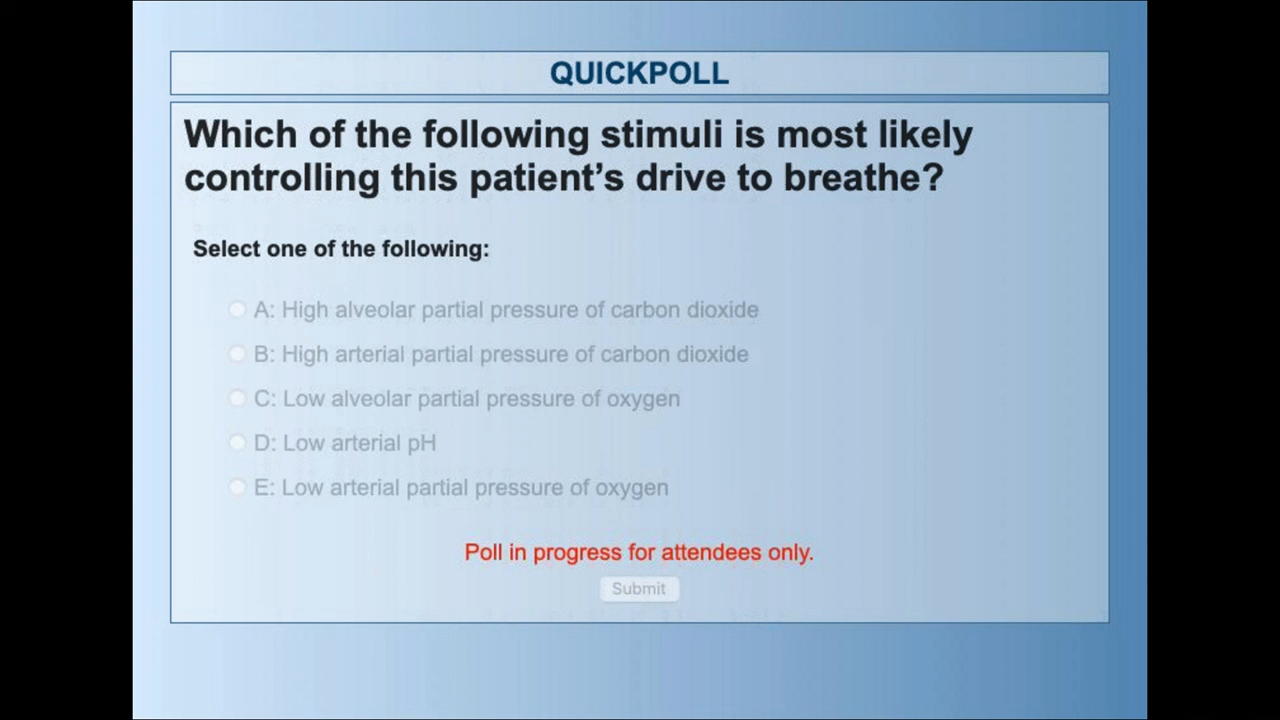 QUICKPOLL
Which of the following stimuli is most likely
controlling this patient's drive to breathe?
Select one of the following:
A: High alveolar partial pressure of carbon dioxide
B: High arterial partial pressure of carbon dioxide
C: Low alveolar partial pressure of oxygen
D: Low arterial pH
E: Low arterial partial pressure of oxygen
Poll in progress for attendees only.
Submit